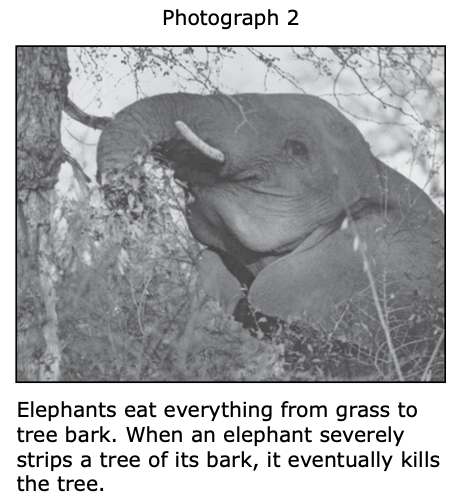 Photograph 2
Elephants eat everything from grass to
tree bark. When an elephant severely
strips a tree of its bark, it eventually kills
the tree.